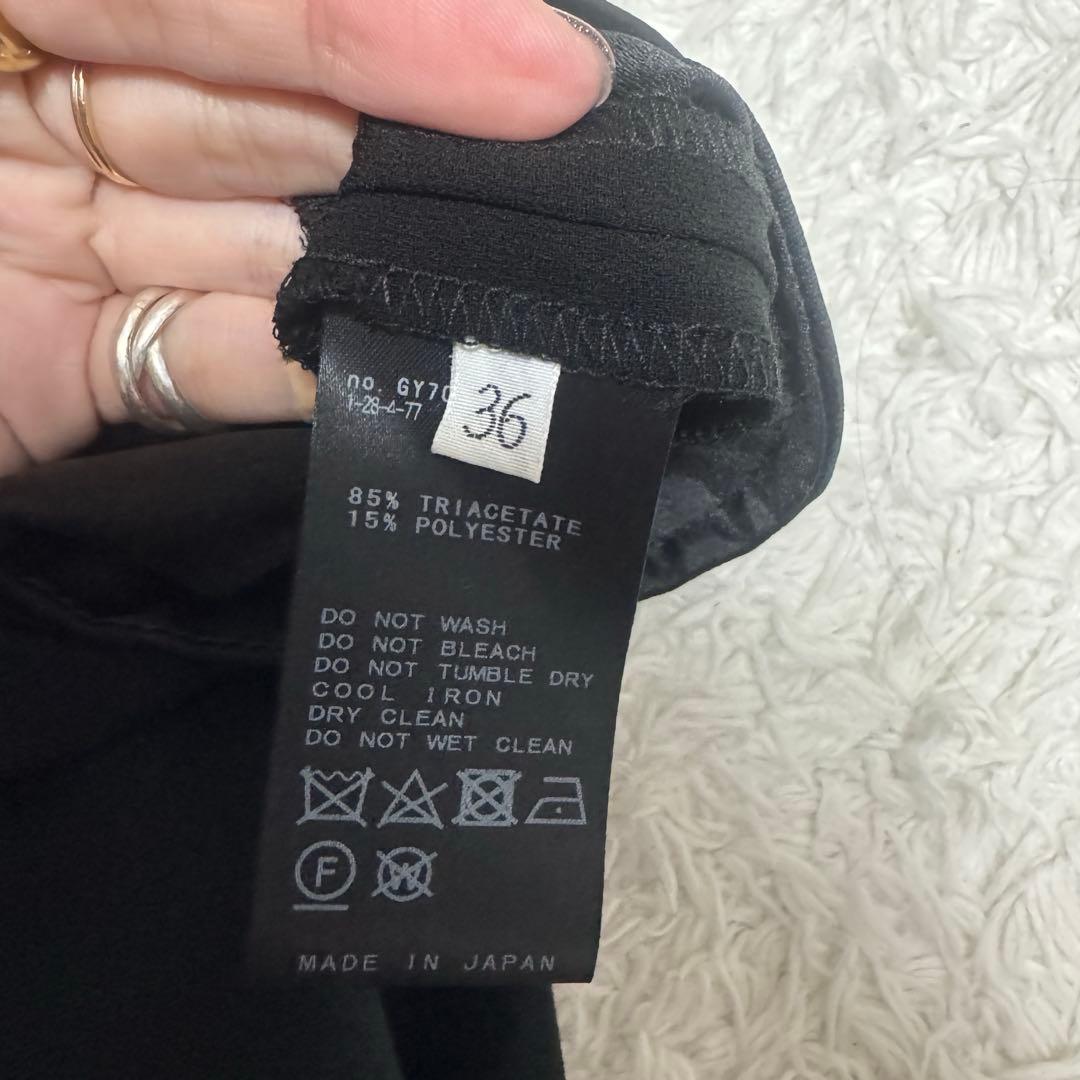 no. GY70
1-28-4-77
36
85% TRIACETATE
15% POLYESTER
DO NOT WASH
DO NOT BLEACH
DO NOT TUMBLE DRY
COOL IRON
DRY CLEAN
DO NOT WET CLEAN
F W
MADE IN JAPAN